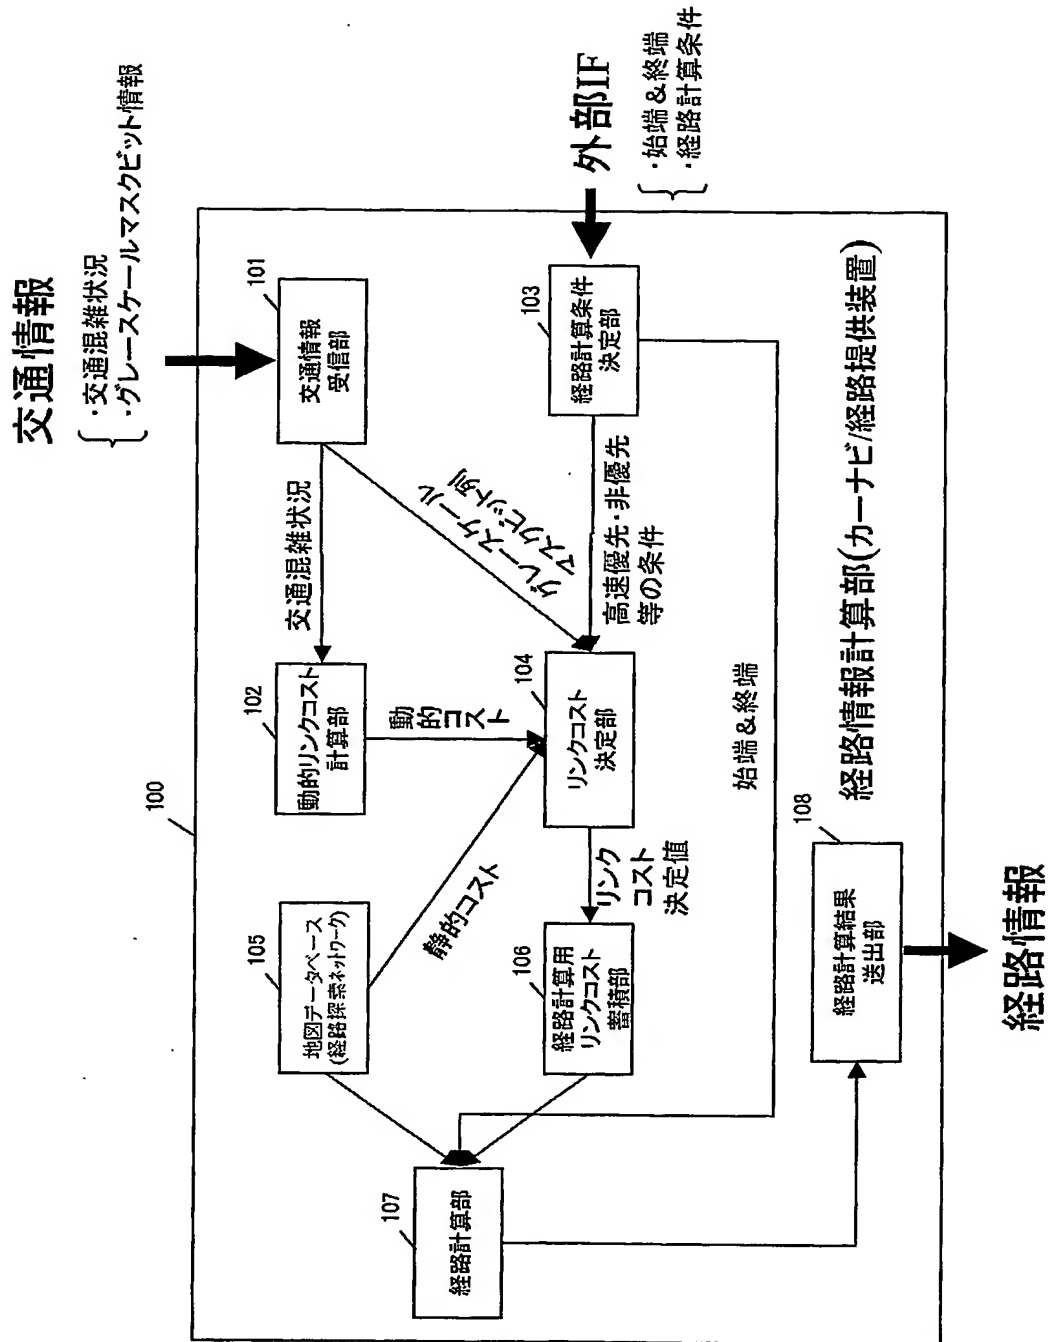 交通情報
・交通混雑状況
・グレースケールマスクビット情報
外部IF
・始端&終端
・経路計算条件
100
101
交通情報
受信部
103
経路計算条件
決定部
交通混雑状況
グレースケール
マスクビット列
高速優先・非優先
等の条件
102
動的リンクコスト
計算部
動的
コスト
104
リンクコスト
決定部
始端&終端
105
地図データベース
(経路探索ネットワーク)
静的コスト
リンク
コスト
決定値
106
経路計算用
リンクコスト
蓄積部
107
経路計算部
108
経路計算結果
送出部
経路情報計算部(カーナビ/経路提供装置)
経路情報